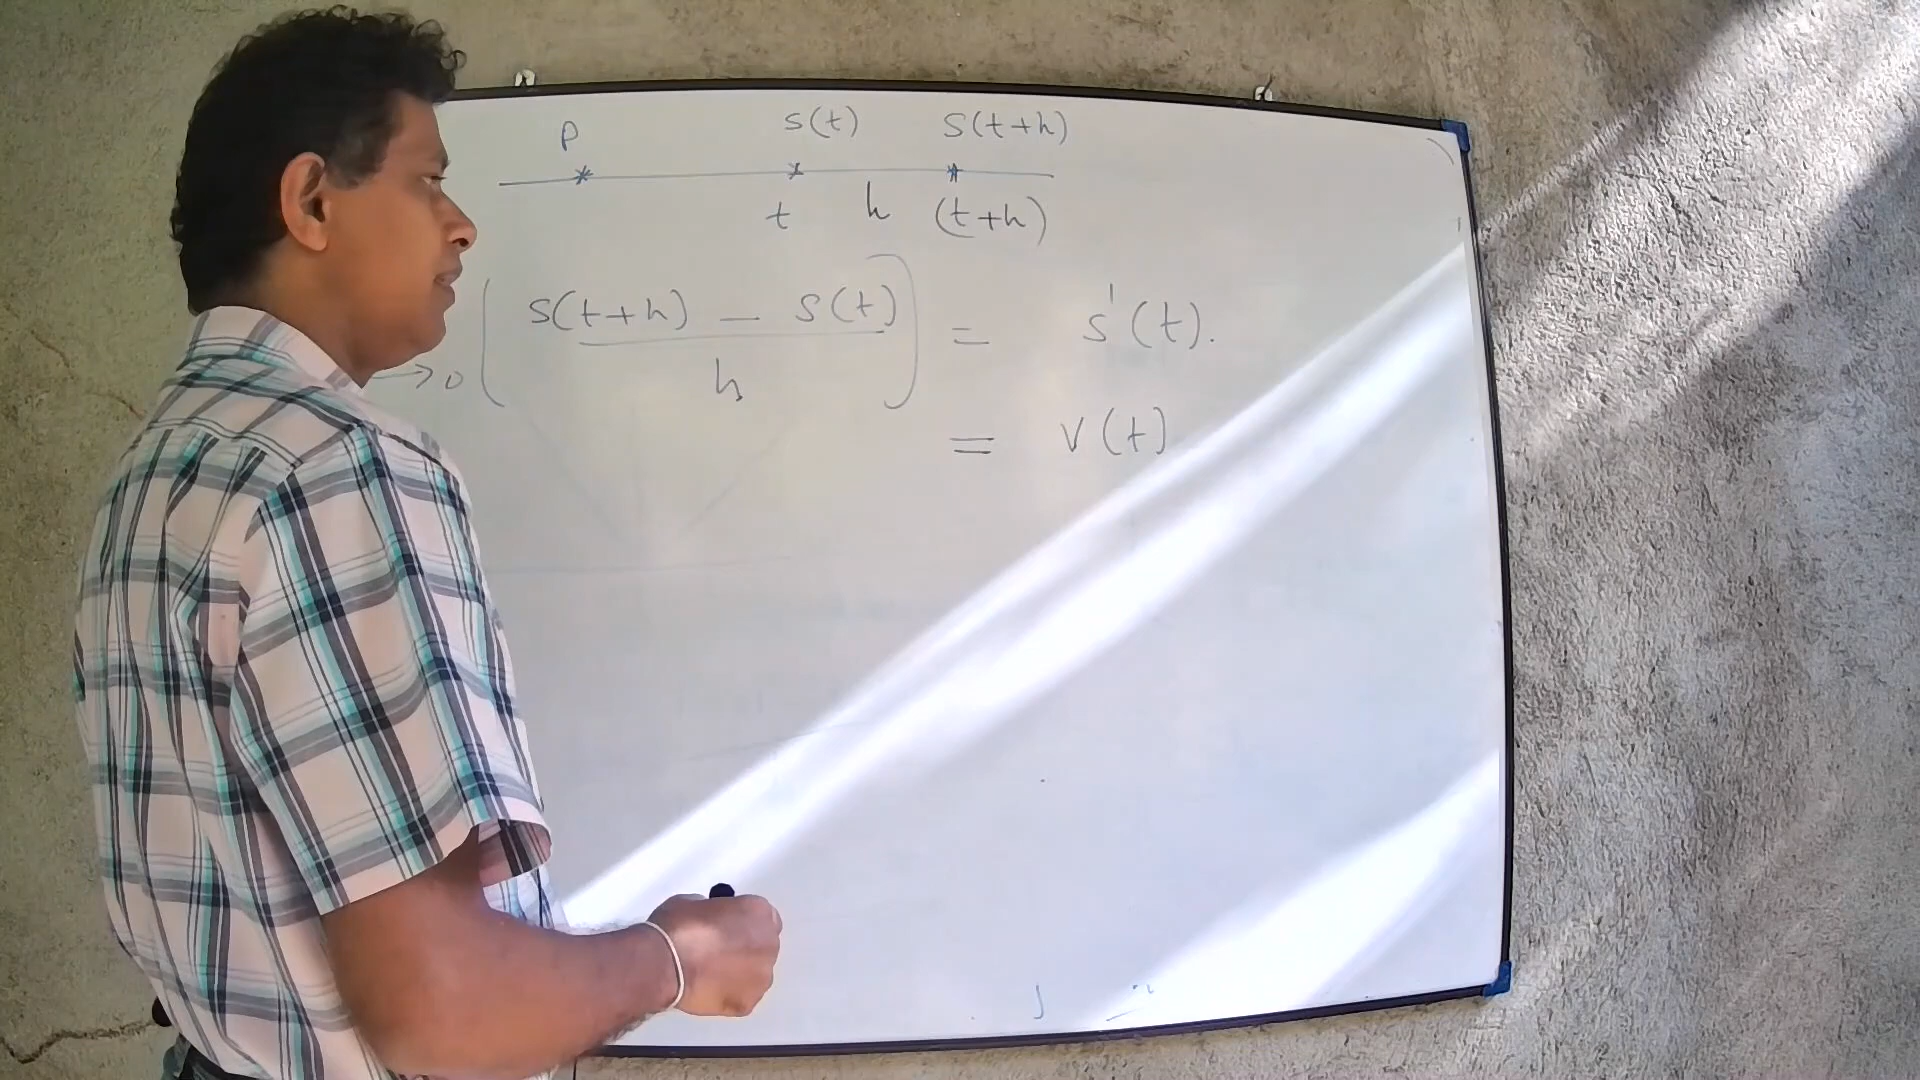 P s(t) s(t+h)
t h (t+h)
→0 ( s(t+h) - s(t) / h ) = s'(t).
= v(t)